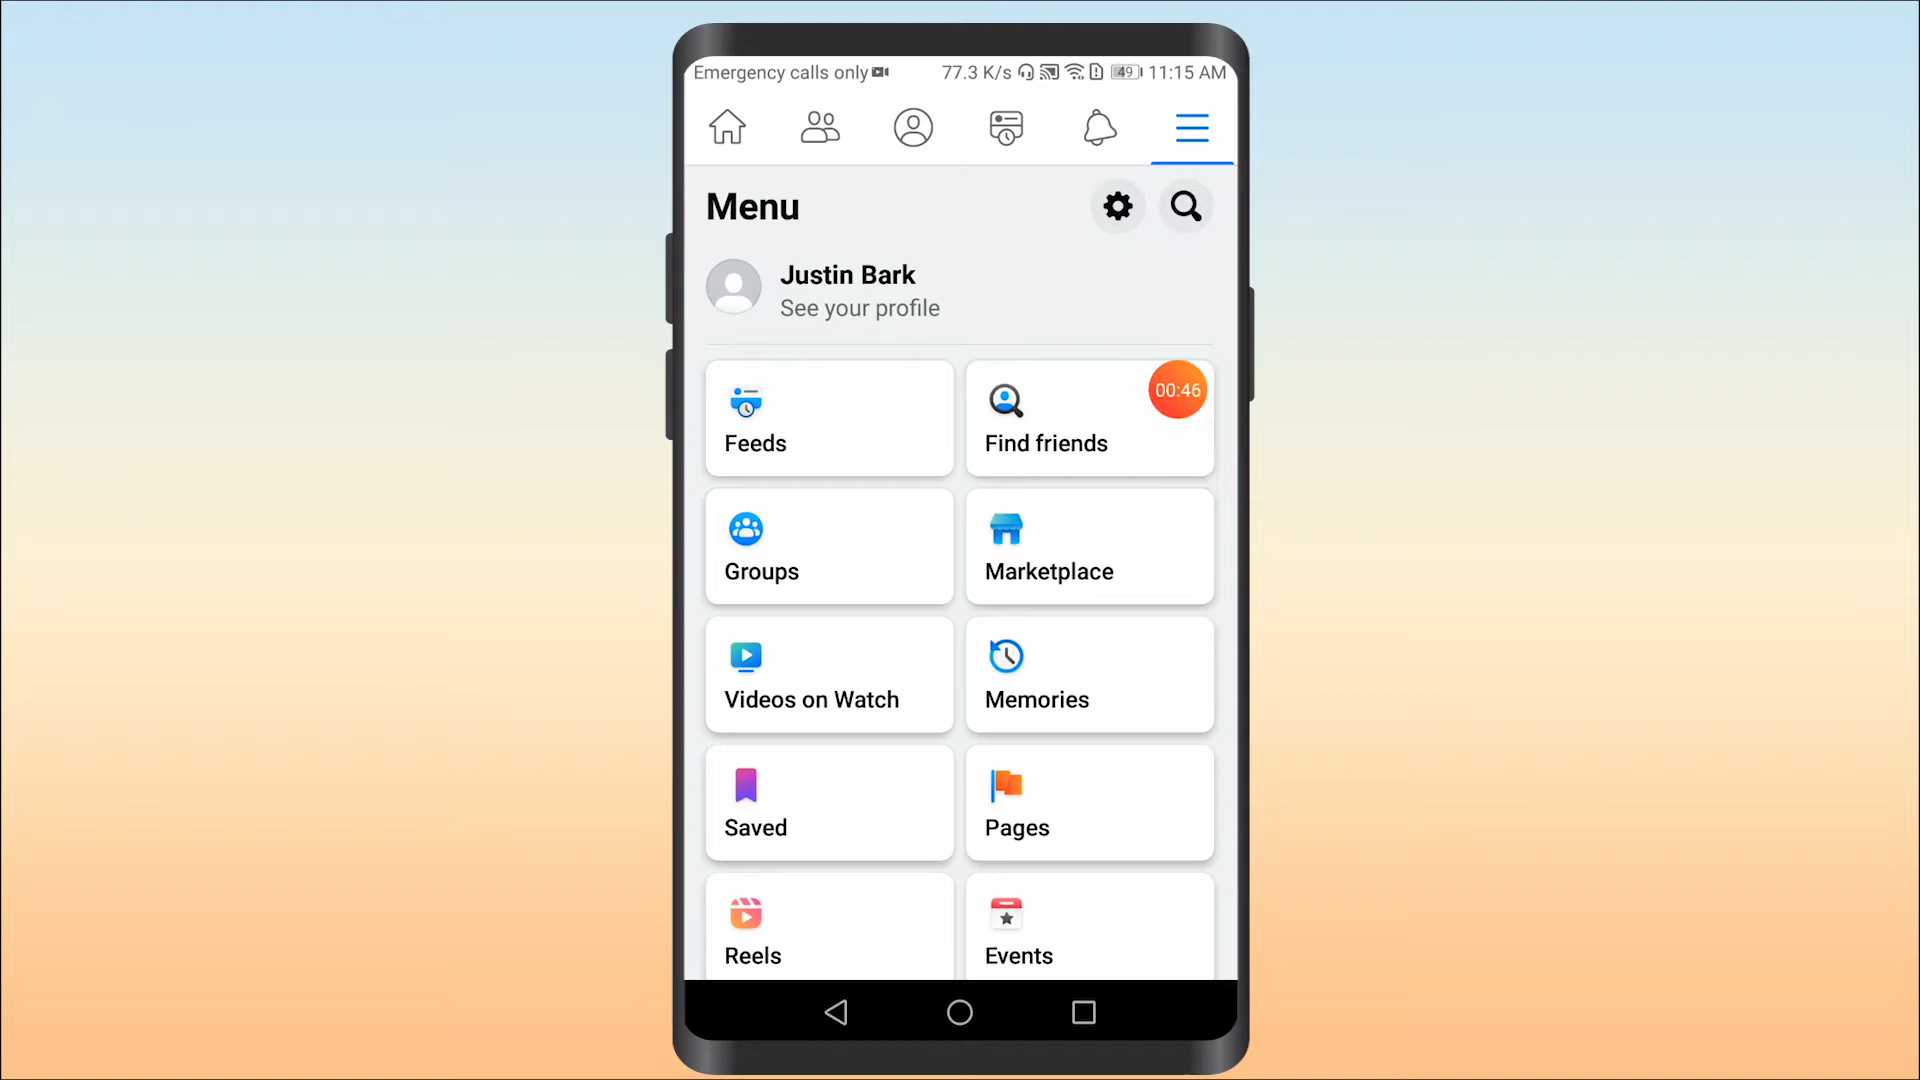 Emergency calls only 77.3 K/s 49 11:15 AM
Menu
Justin Bark
See your profile
00:46
Feeds
Find friends
Groups
Marketplace
Videos on Watch
Memories
Saved
Pages
Reels
Events